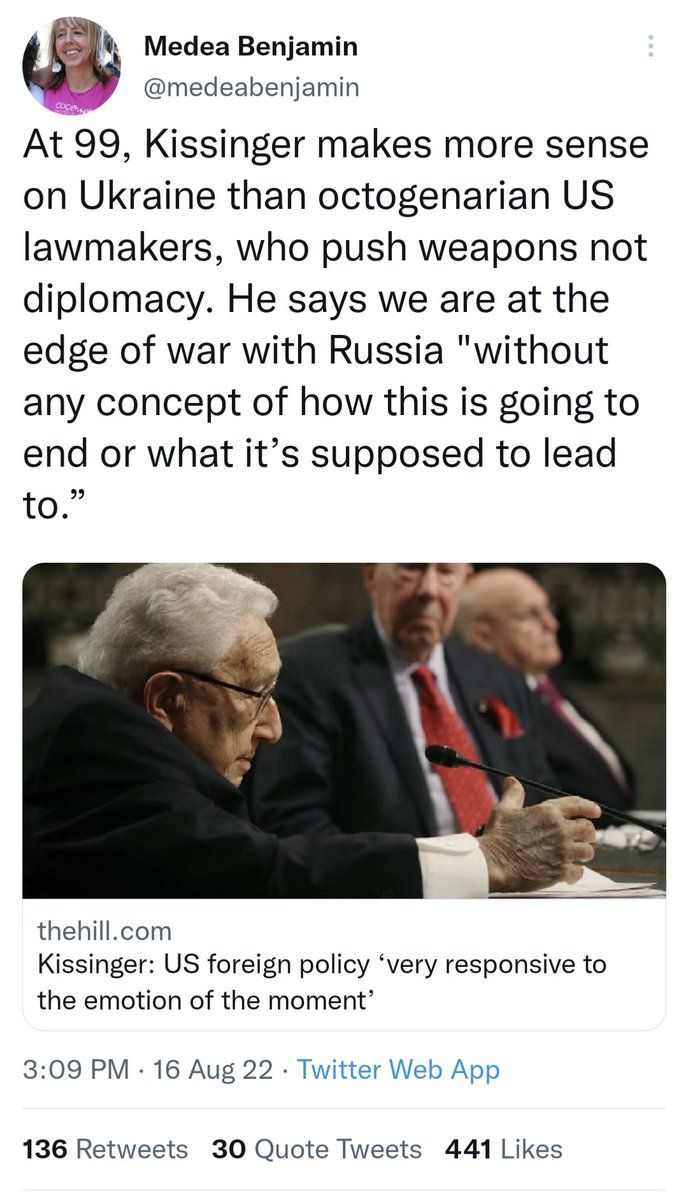 Medea Benjamin
@medeabenjamin
At 99, Kissinger makes more sense
on Ukraine than octogenarian US
lawmakers, who push weapons not
diplomacy. He says we are at the
edge of war with Russia "without
any concept of how this is going to
end or what it’s supposed to lead
to.”
thehill.com
Kissinger: US foreign policy ‘very responsive to
the emotion of the moment’
3:09 PM · 16 Aug 22 · Twitter Web App
136 Retweets 30 Quote Tweets 441 Likes